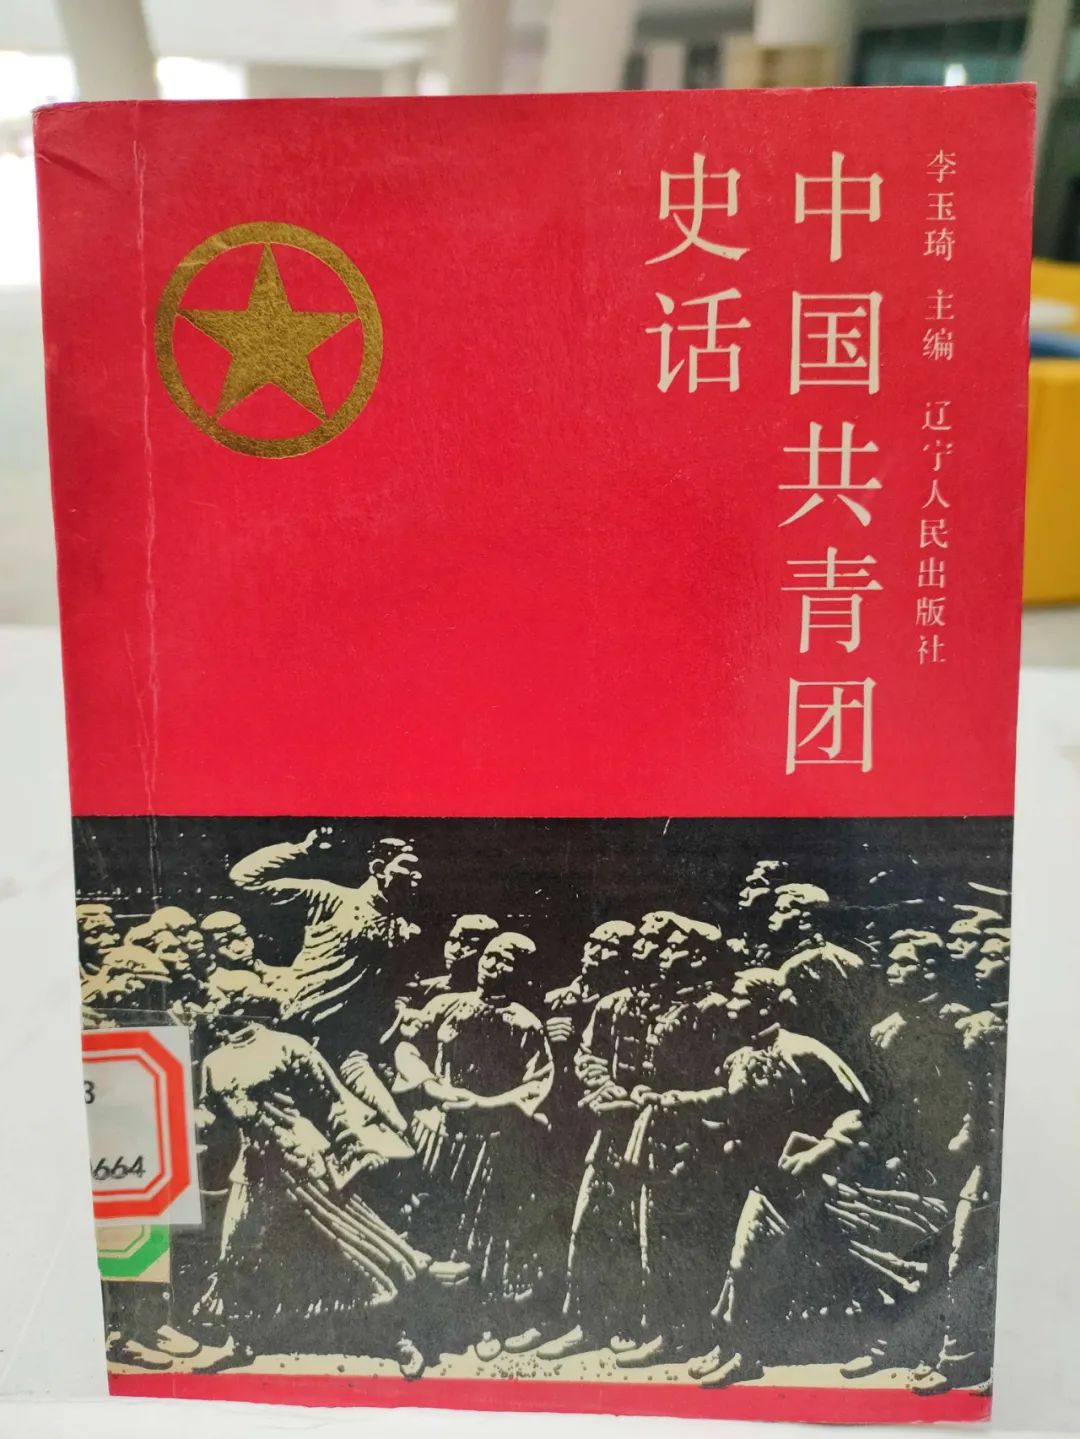 李玉琦 主编 辽宁人民出版社
中国共青团
史话
3
664